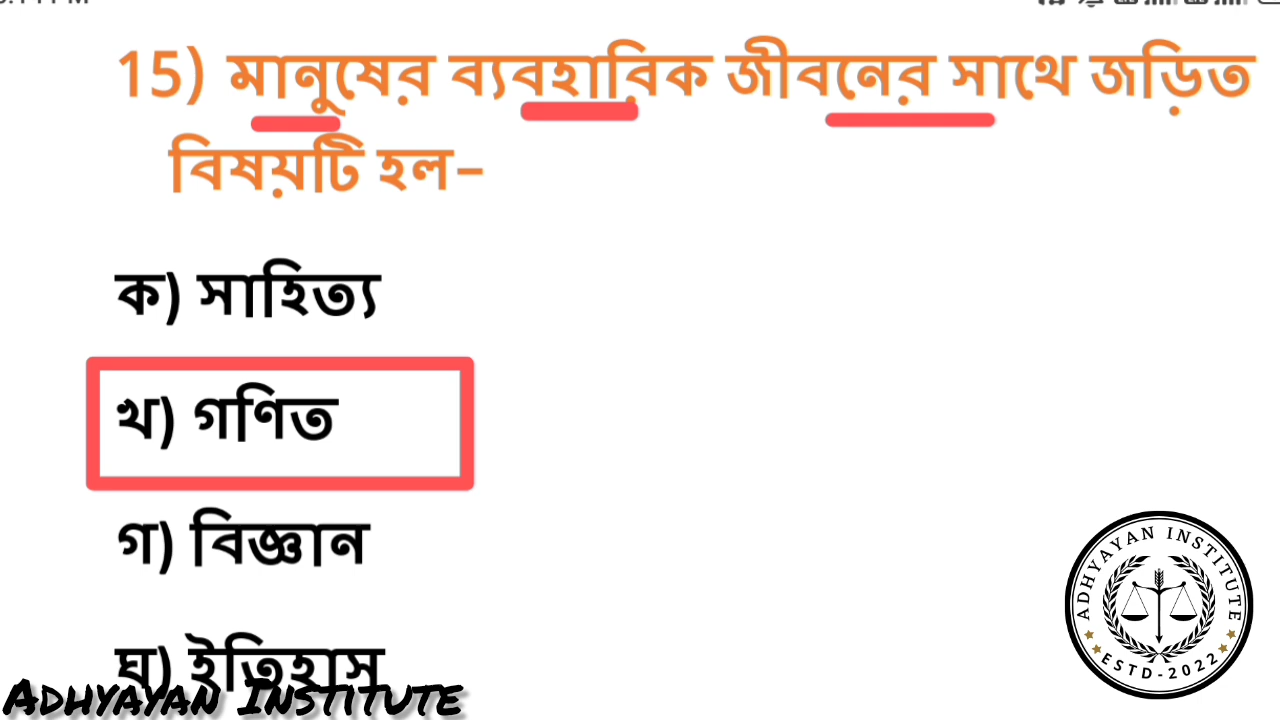 15) মানুষের ব্যবহারিক জীবনের সাথে জড়িত
বিষয়টি হল–
ক) সাহিত্য
খ) গণিত
গ) বিজ্ঞান
ঘ) ইতিহাস
ADHYAYAN INSTITUTE
ADHYAYAN INSTITUTE
ESTD-2022